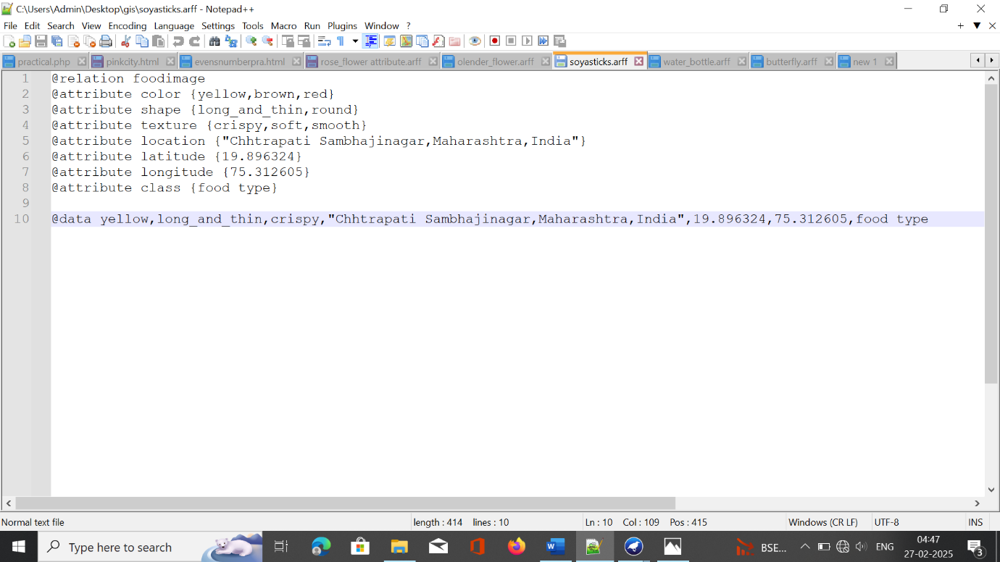 C:\Users\Admin\Desktop\gis\soyasticks.arff - Notepad++
File Edit Search View Encoding Language Settings Tools Macro Run Plugins Window ?
practical.php pinkcity.html evensnumberpra.html rose_flower attribute.arff olender_flower.arff soyasticks.arff water_bottle.arff butterfly.arff new 1
1 @relation foodimage
2 @attribute color {yellow,brown,red}
3 @attribute shape {long_and_thin,round}
4 @attribute texture {crispy,soft,smooth}
5 @attribute location {"Chhtrapati Sambhajinagar,Maharashtra,India"}
6 @attribute latitude {19.896324}
7 @attribute longitude {75.312605}
8 @attribute class {food type}
9
10 @data yellow,long_and_thin,crispy,"Chhtrapati Sambhajinagar,Maharashtra,India",19.896324,75.312605,food type
Normal text file length : 414 lines : 10 Ln : 10 Col : 109 Pos : 415 Windows (CR LF) UTF-8 INS
Type here to search BSE... ENG 04:47
27-02-2025 3